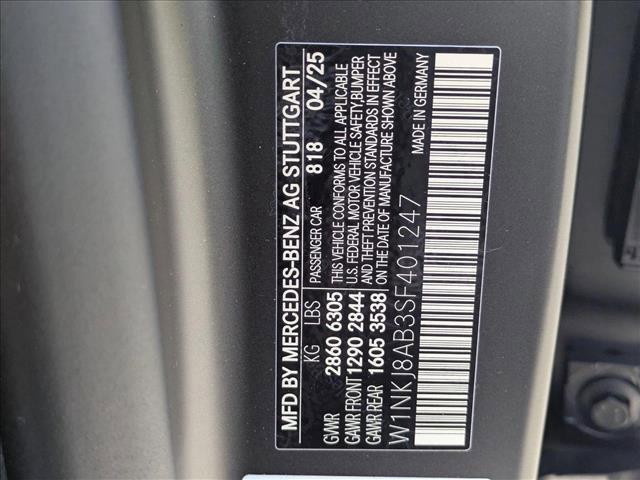 MFD BY MERCEDES-BENZ AG STUTTGART
KG LBS PASSENGER CAR 818 04/25
GVWR 2860 6305 THIS VEHICLE CONFORMS TO ALL APPLICABLE
GAWR FRONT 1290 2844 U.S. FEDERAL MOTOR VEHICLE SAFETY,BUMPER
GAWR REAR 1605 3538 AND THEFT PREVENTION STANDARDS IN EFFECT
ON THE DATE OF MANUFACTURE SHOWN ABOVE
W1NKJ8AB3SF401247 MADE IN GERMANY